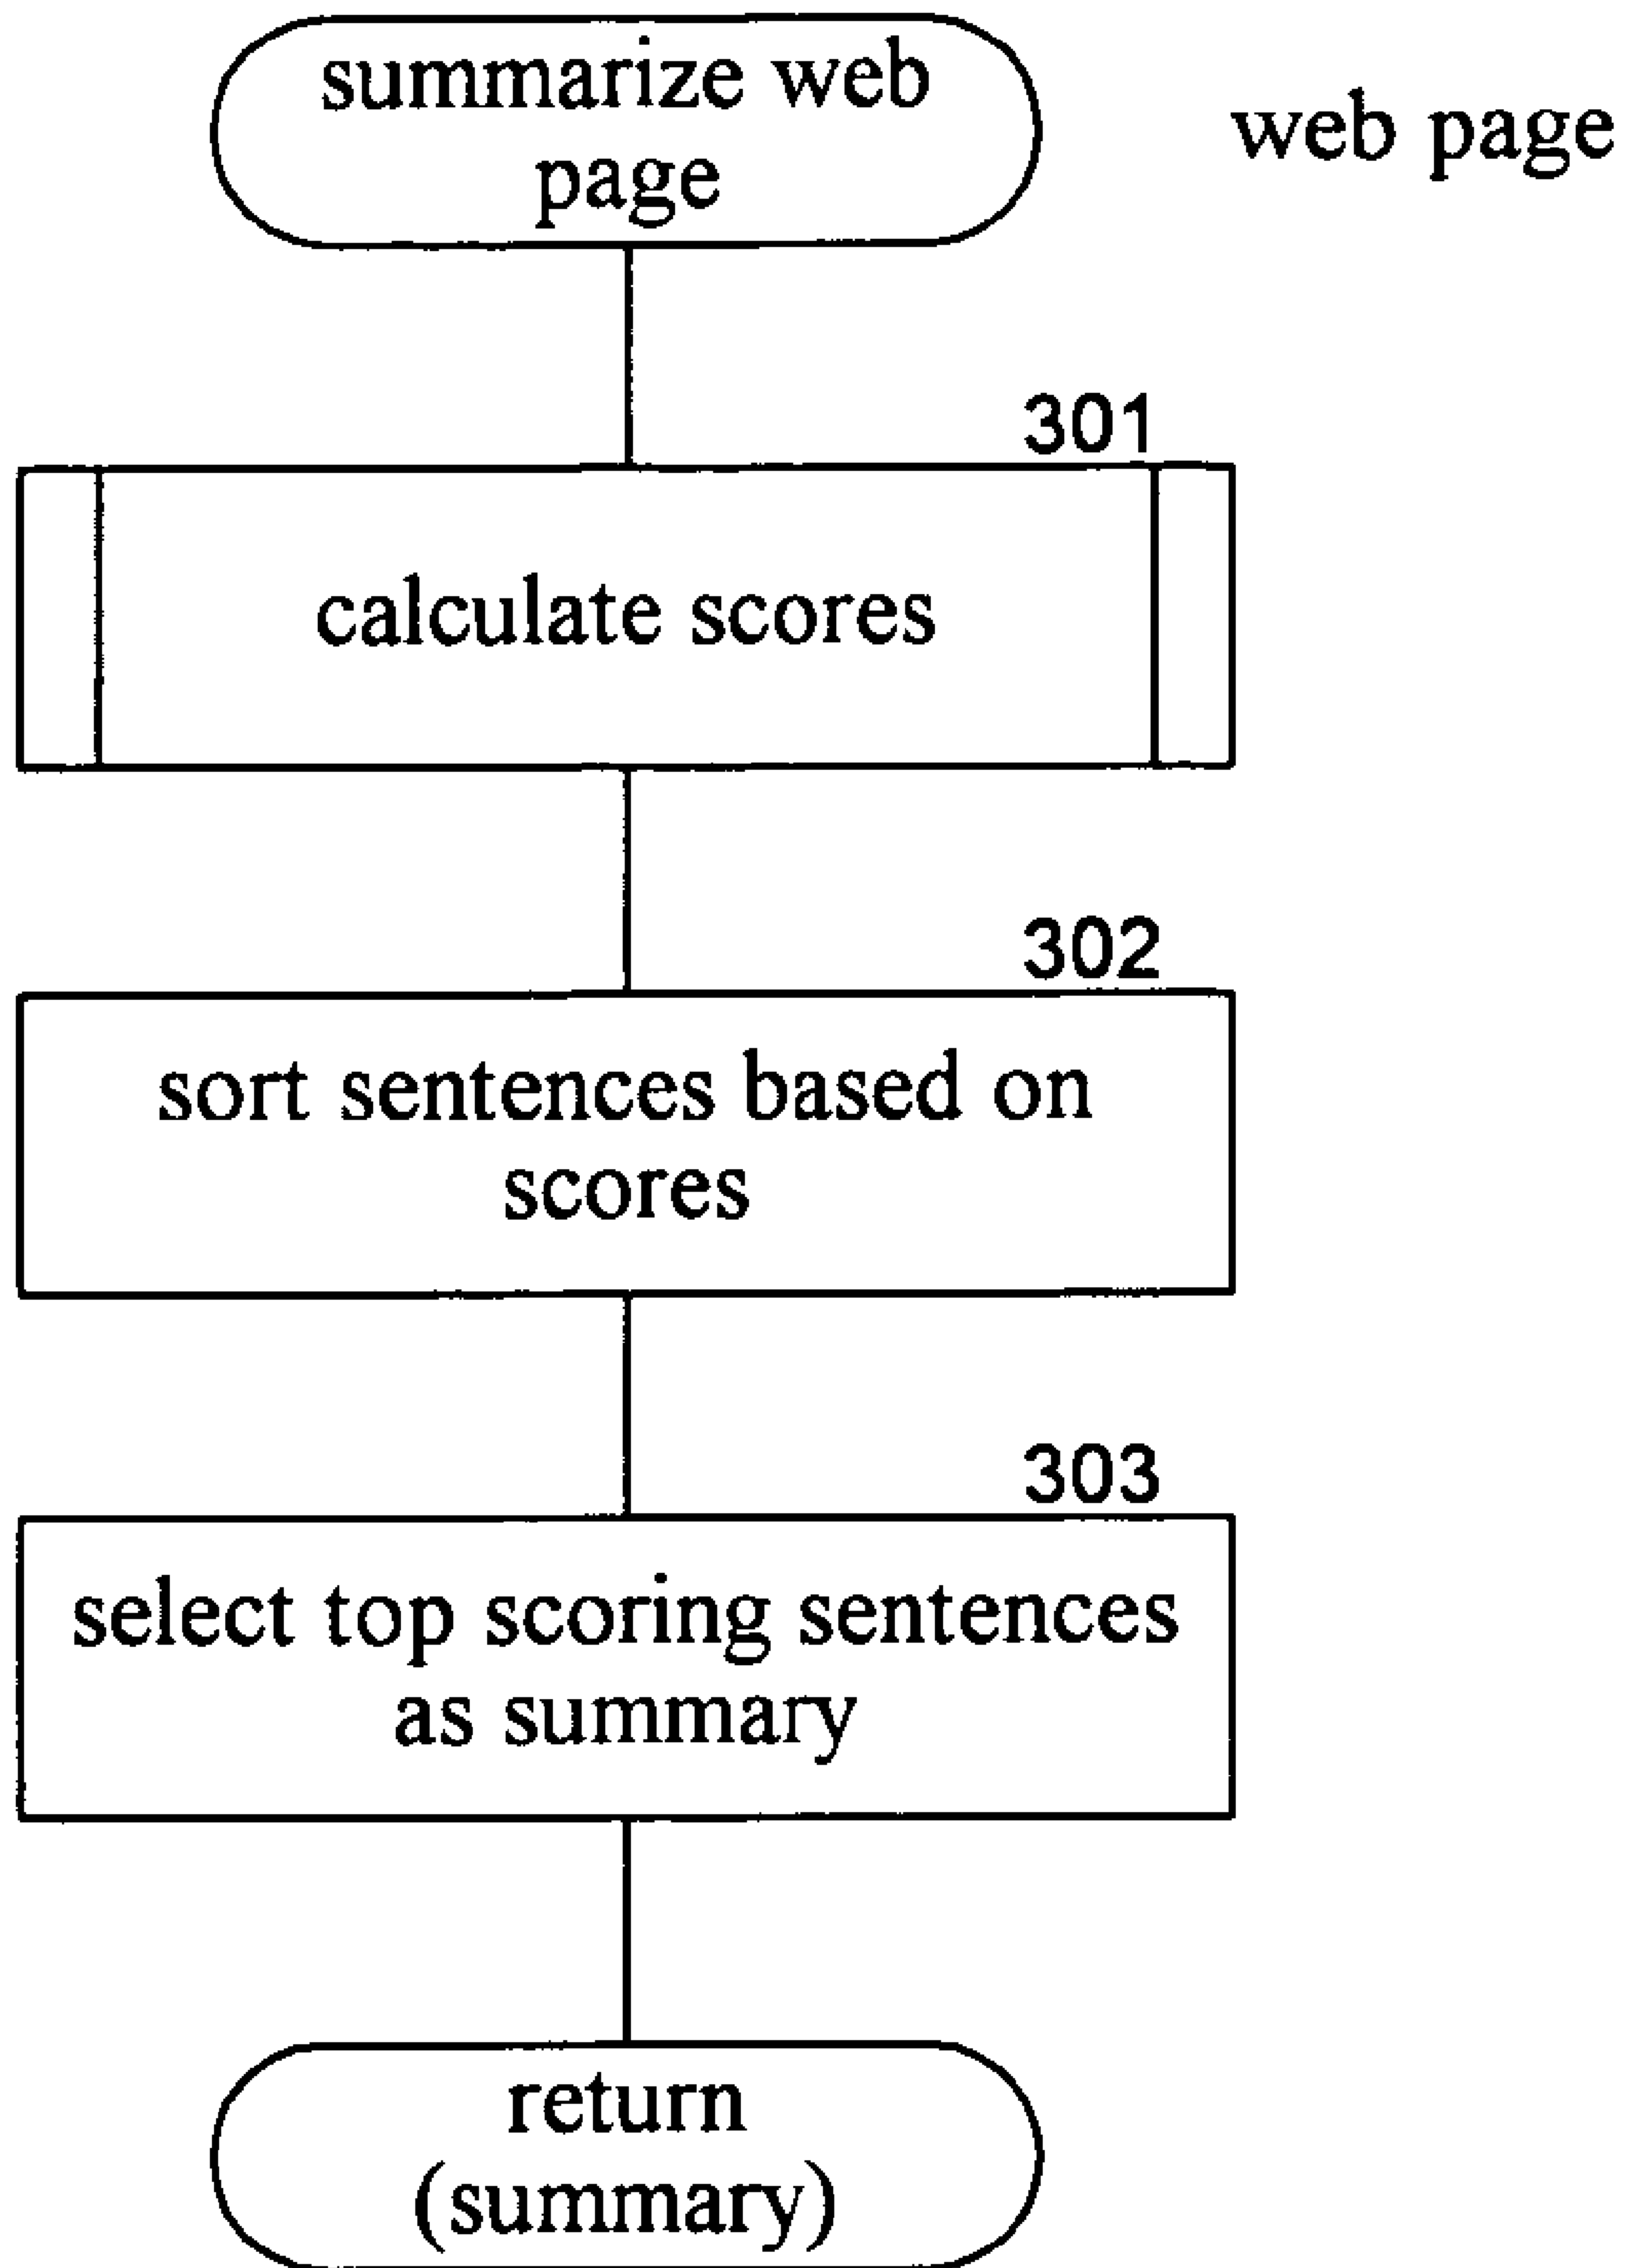 summarize web
page
web page
301
calculate scores
302
sort sentences based on
scores
303
select top scoring sentences
as summary
return
(summary)